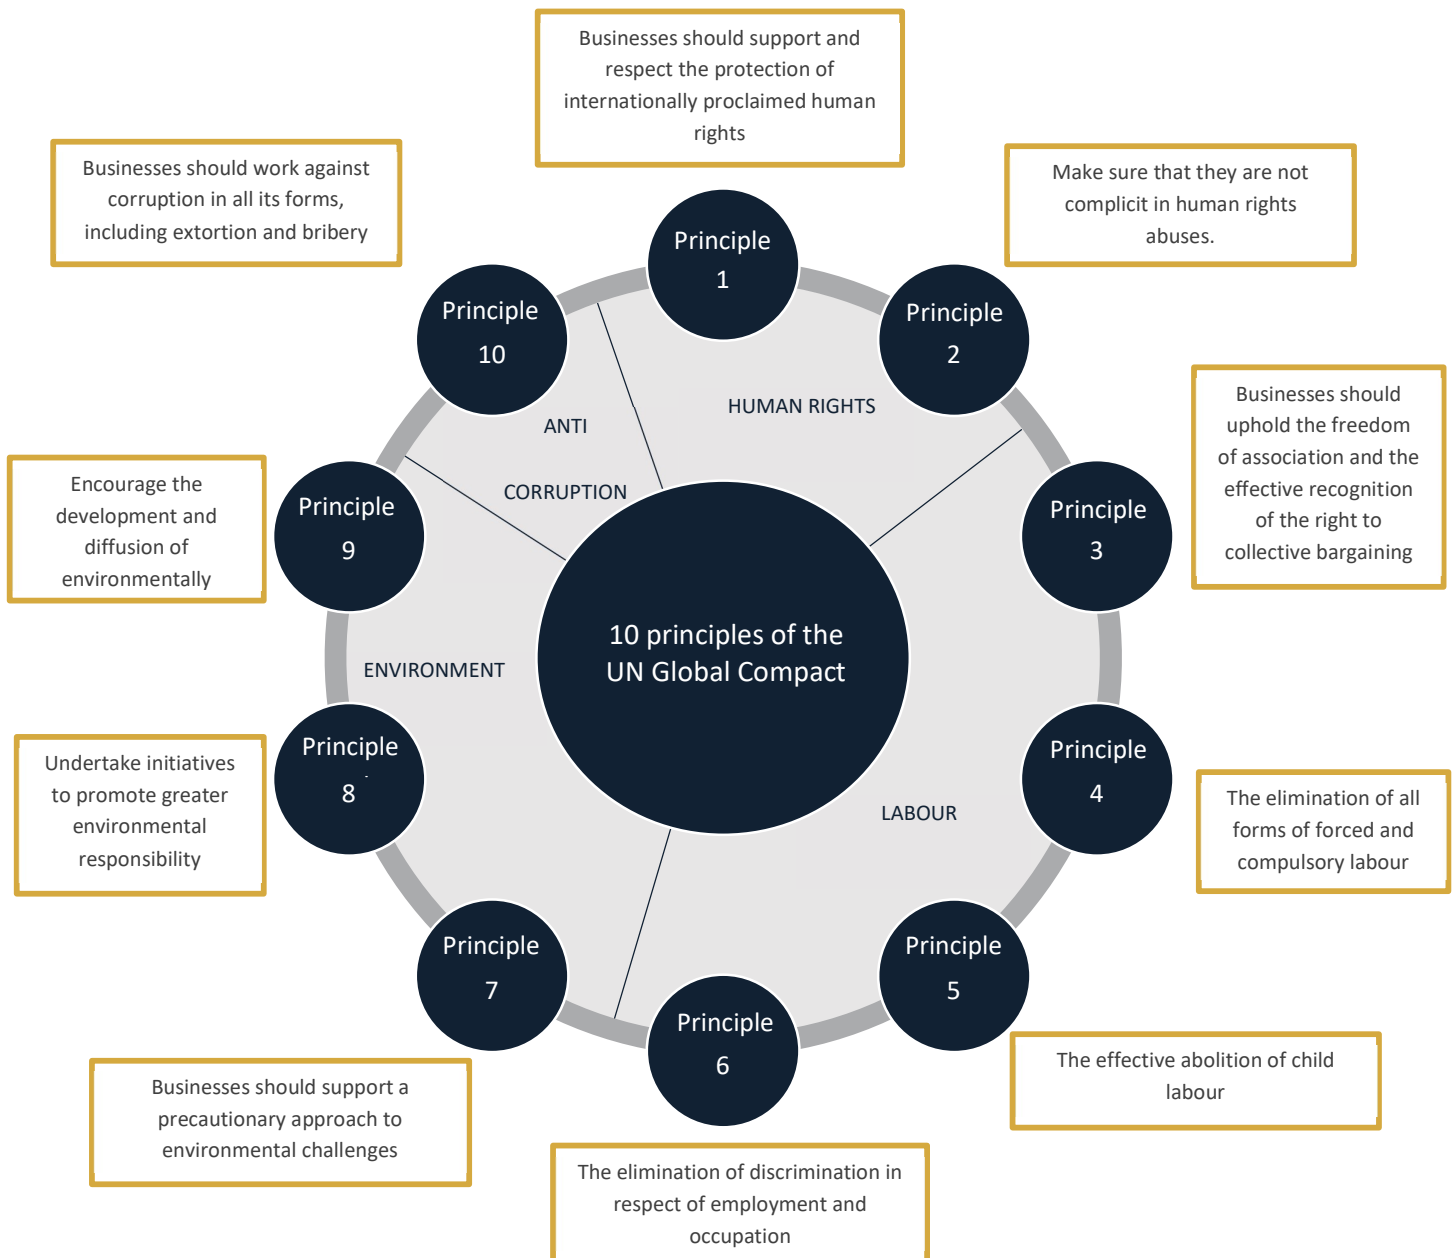 Businesses should support and
respect the protection of
internationally proclaimed human
rights
Businesses should work against
corruption in all its forms,
including extortion and bribery
Make sure that they are not
complicit in human rights
abuses.
Principle
1
Principle
10
Principle
2
HUMAN RIGHTS
ANTI
CORRUPTION
Businesses should
uphold the freedom
of association and the
effective recognition
of the right to
collective bargaining
Encourage the
development and
diffusion of
environmentally
Principle
9
Principle
3
10 principles of the
UN Global Compact
ENVIRONMENT
Undertake initiatives
to promote greater
environmental
responsibility
Principle
8
Principle
4
LABOUR
The elimination of all
forms of forced and
compulsory labour
Principle
7
Principle
5
Principle
6
Businesses should support a
precautionary approach to
environmental challenges
The effective abolition of child
labour
The elimination of discrimination in
respect of employment and
occupation